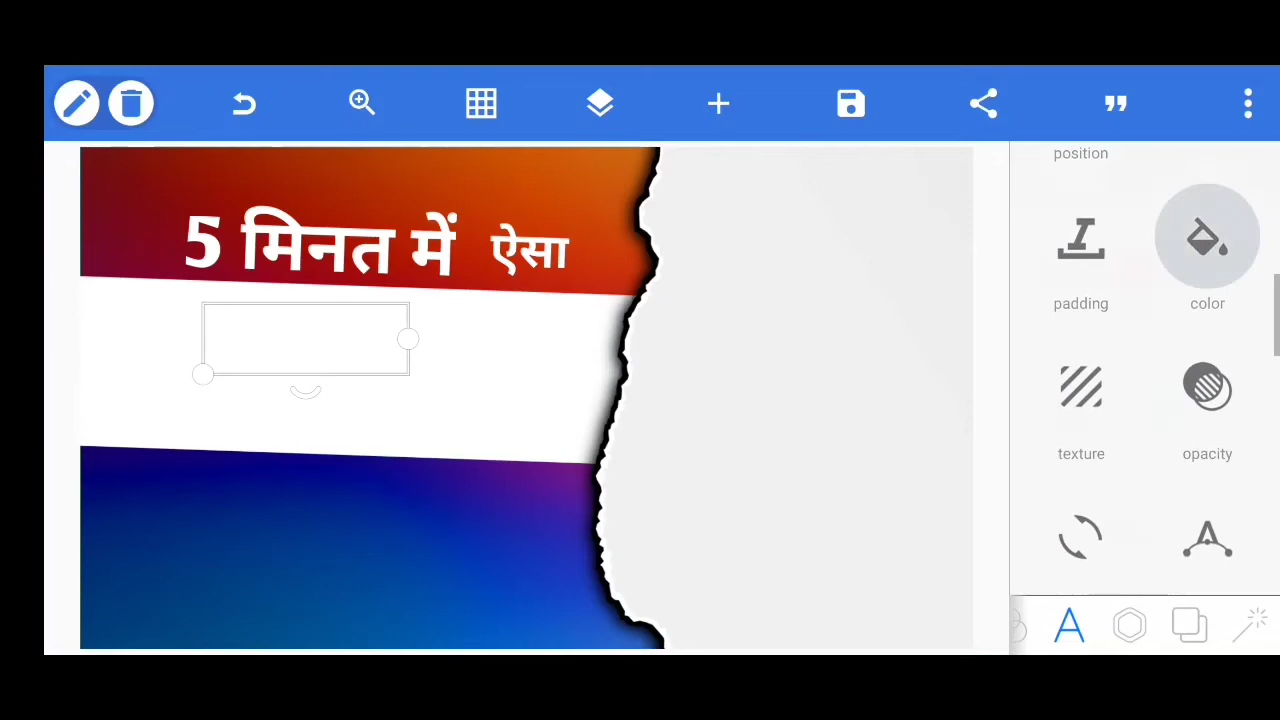 5 मिनत में ऐसा
position
padding
color
texture
opacity